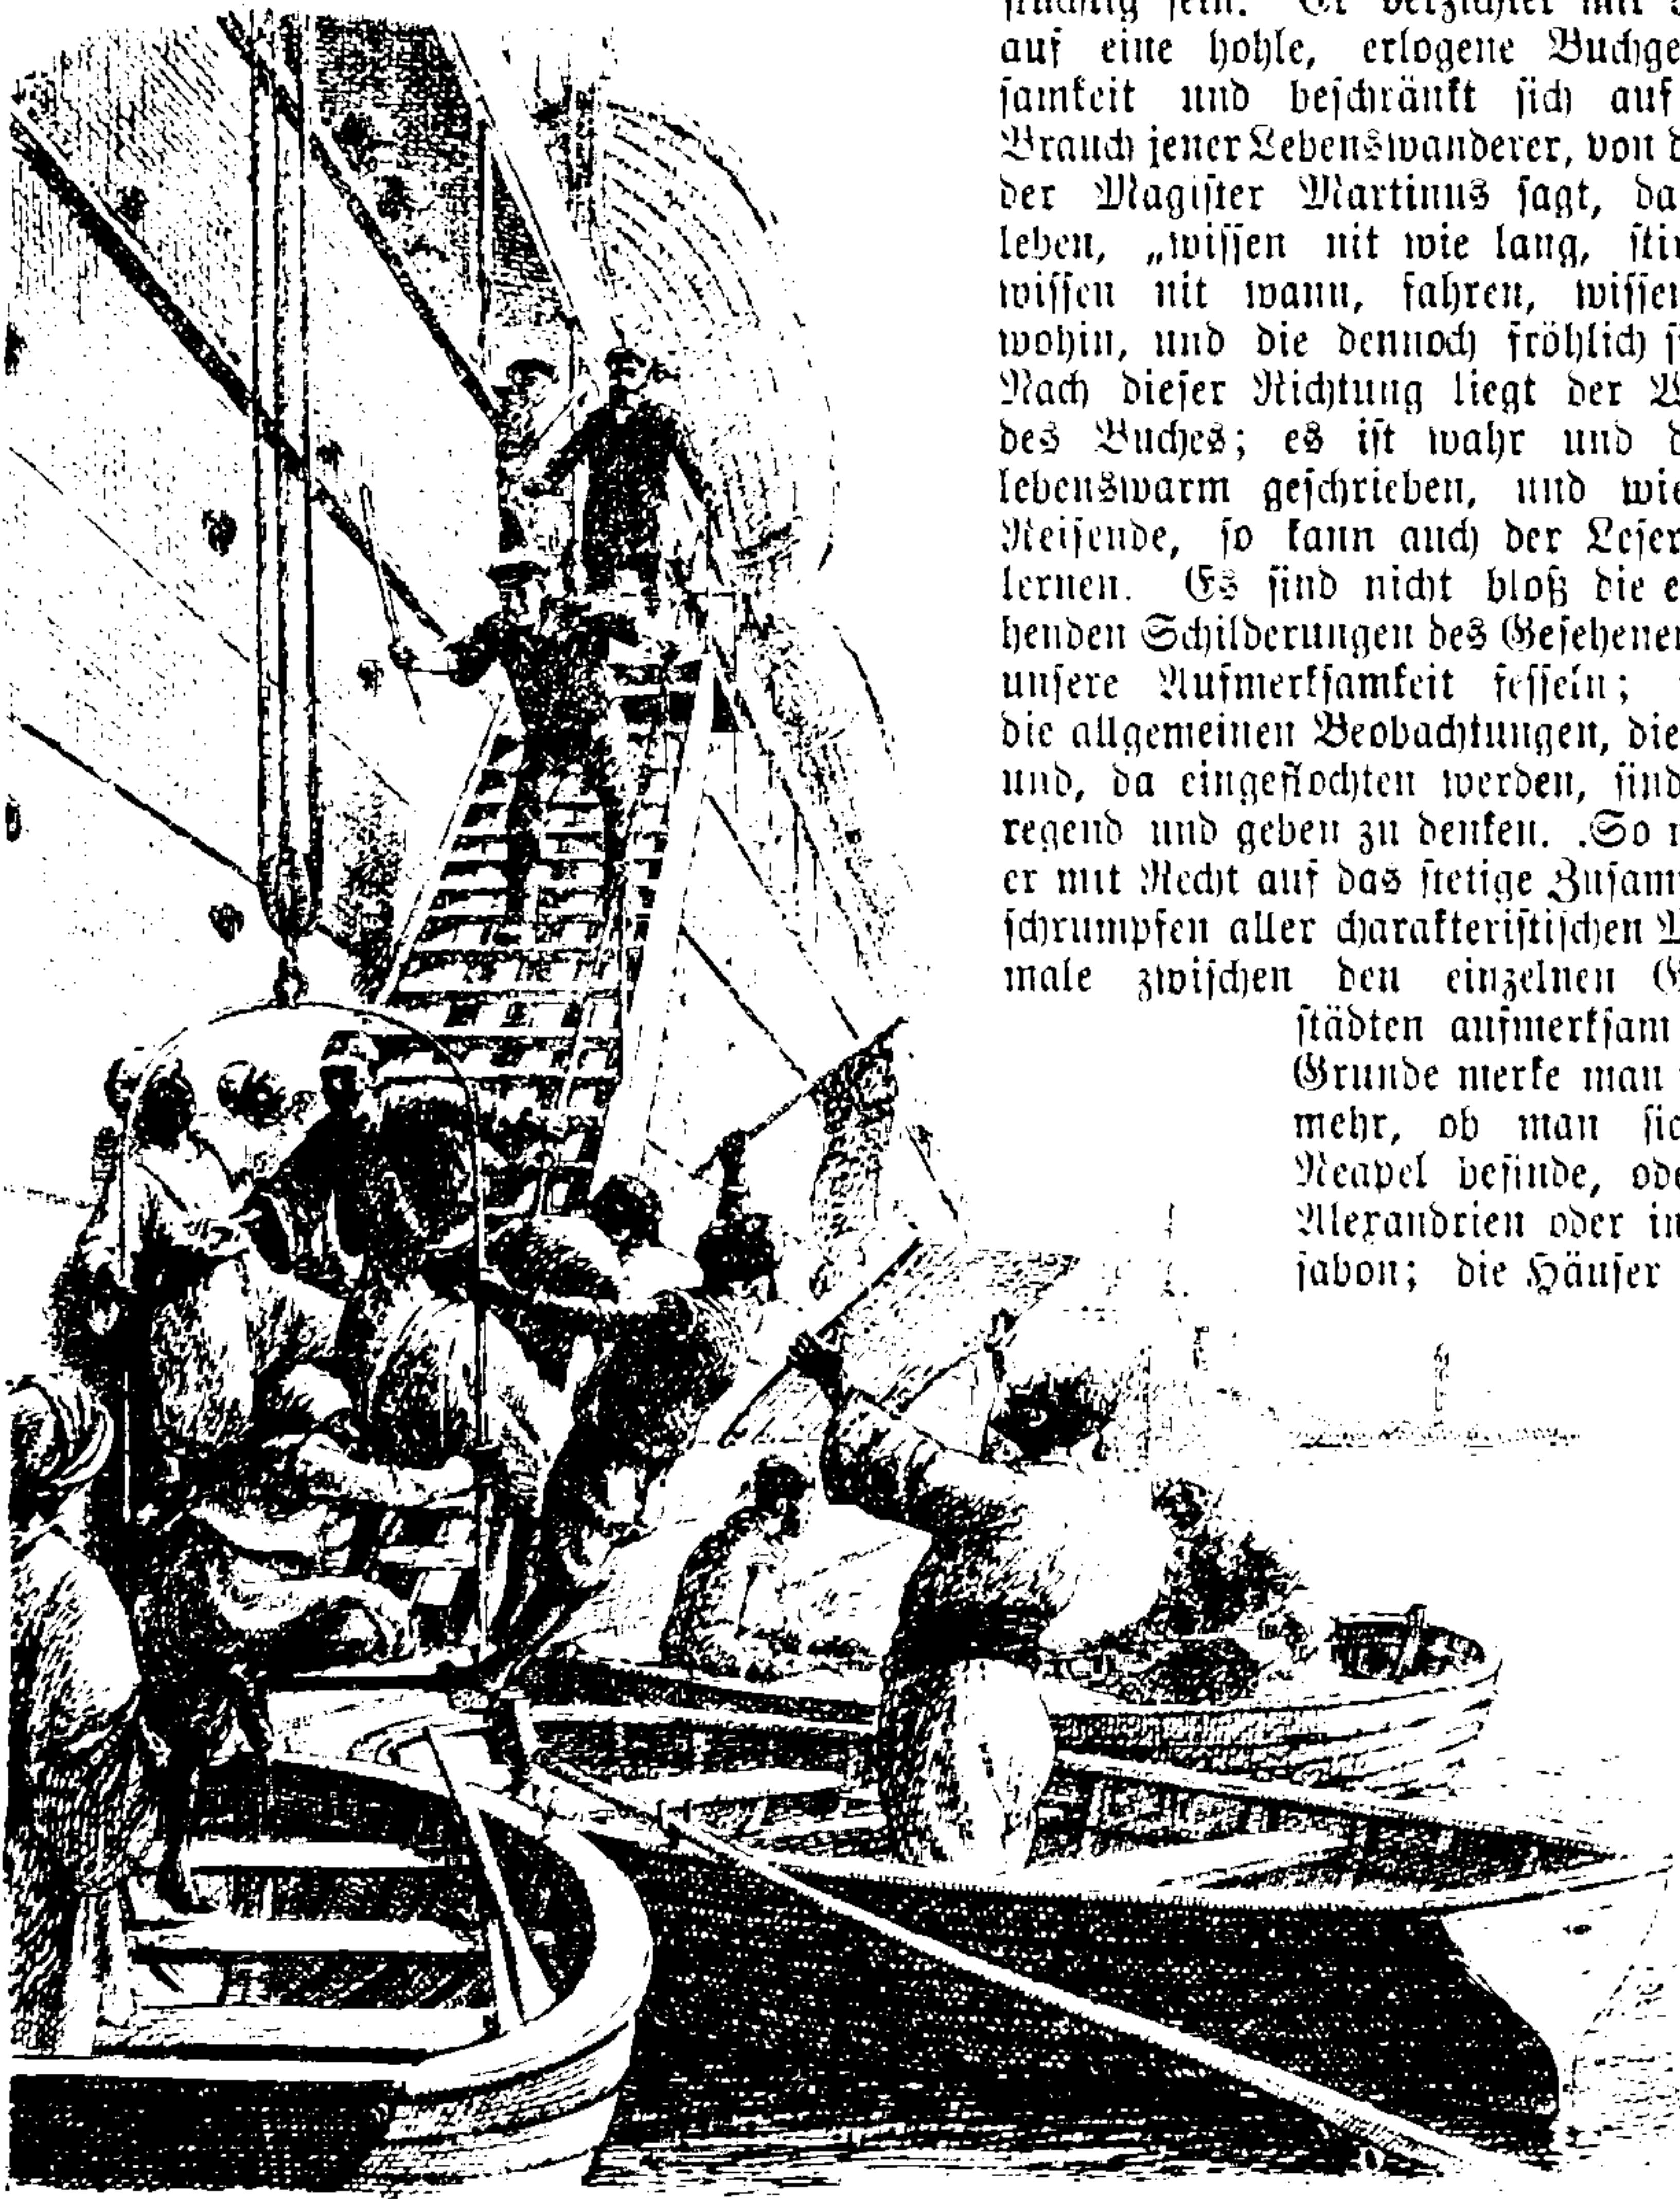 flüchtig sein. Er verzichtet mit
auf eine hohle, erlogene Buchge
samkeit und beschränkt sich auf
Brauch jener Lebenswanderer, von d
der Magister Martinus sagt, da
leben, „wissen nit wie lang, stir
wissen nit wann, fahren, wissen
wohin, und die dennoch fröhlich s
Nach dieser Richtung liegt der W
des Buches; es ist wahr und d
lebenswarm geschrieben, und wie
Reisende, so kann auch der Leser
lernen. Es sind nicht bloß die e
henden Schilderungen des Gesehenen
unsere Aufmerksamkeit fesseln;
die allgemeinen Beobachtungen, die
und, da eingeflochten werden, sind
regend und geben zu denken. So m
er mit Recht auf das stetige Zusam
schrumpfen aller charakteristischen M
male zwischen den einzelnen G
städten aufmerksam
Grunde merke man
mehr, ob man sic
Neapel befinde, ode
Alexandrien oder in
sabon; die Häuser